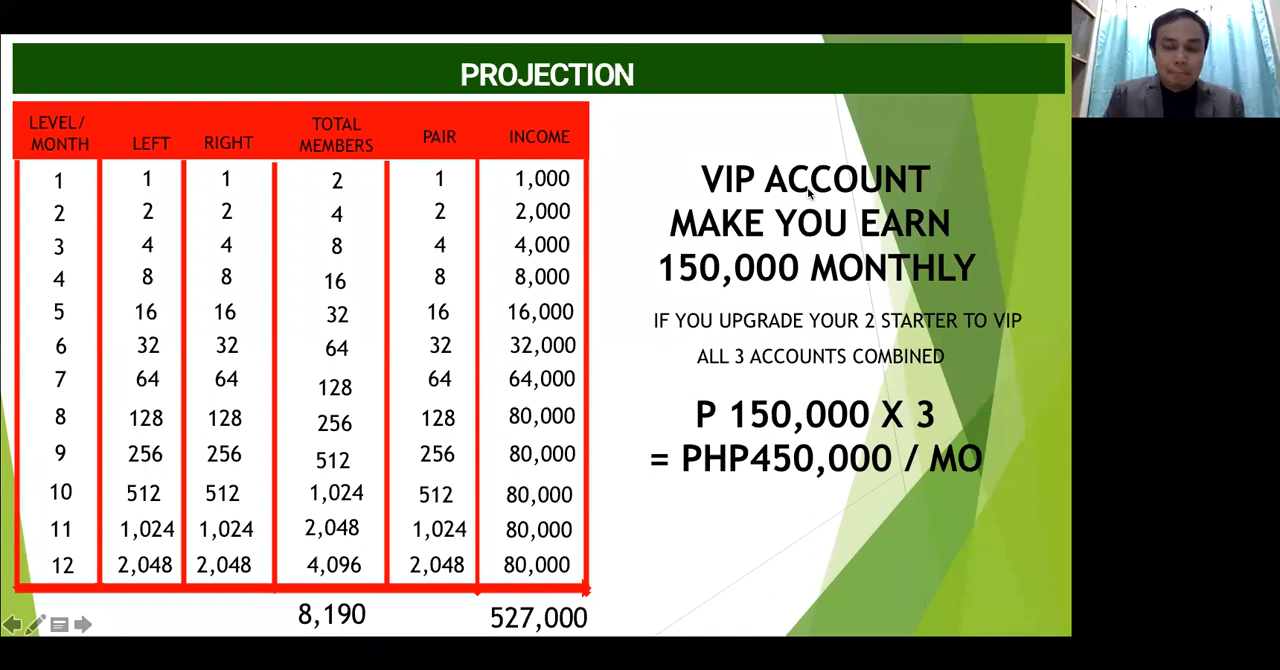 PROJECTION
LEVEL/ MONTH LEFT RIGHT TOTAL MEMBERS PAIR INCOME
1 1 1 2 1 1,000
2 2 2 4 2 2,000
3 4 4 8 4 4,000
4 8 8 16 8 8,000
5 16 16 32 16 16,000
6 32 32 64 32 32,000
7 64 64 128 64 64,000
8 128 128 256 128 80,000
9 256 256 512 256 80,000
10 512 512 1,024 512 80,000
11 1,024 1,024 2,048 1,024 80,000
12 2,048 2,048 4,096 2,048 80,000
8,190 527,000
VIP ACCOUNT
MAKE YOU EARN
150,000 MONTHLY
IF YOU UPGRADE YOUR 2 STARTER TO VIP
ALL 3 ACCOUNTS COMBINED
P 150,000 X 3
= PHP450,000 / MO